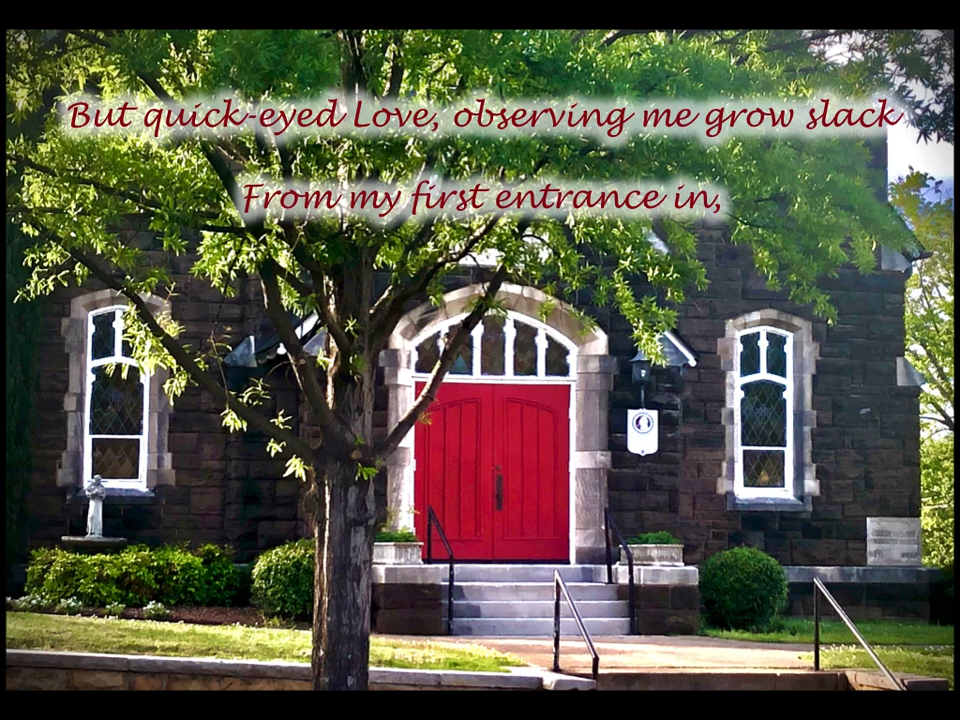 But quick-eyed Love, observing me grow slack
From my first entrance in,